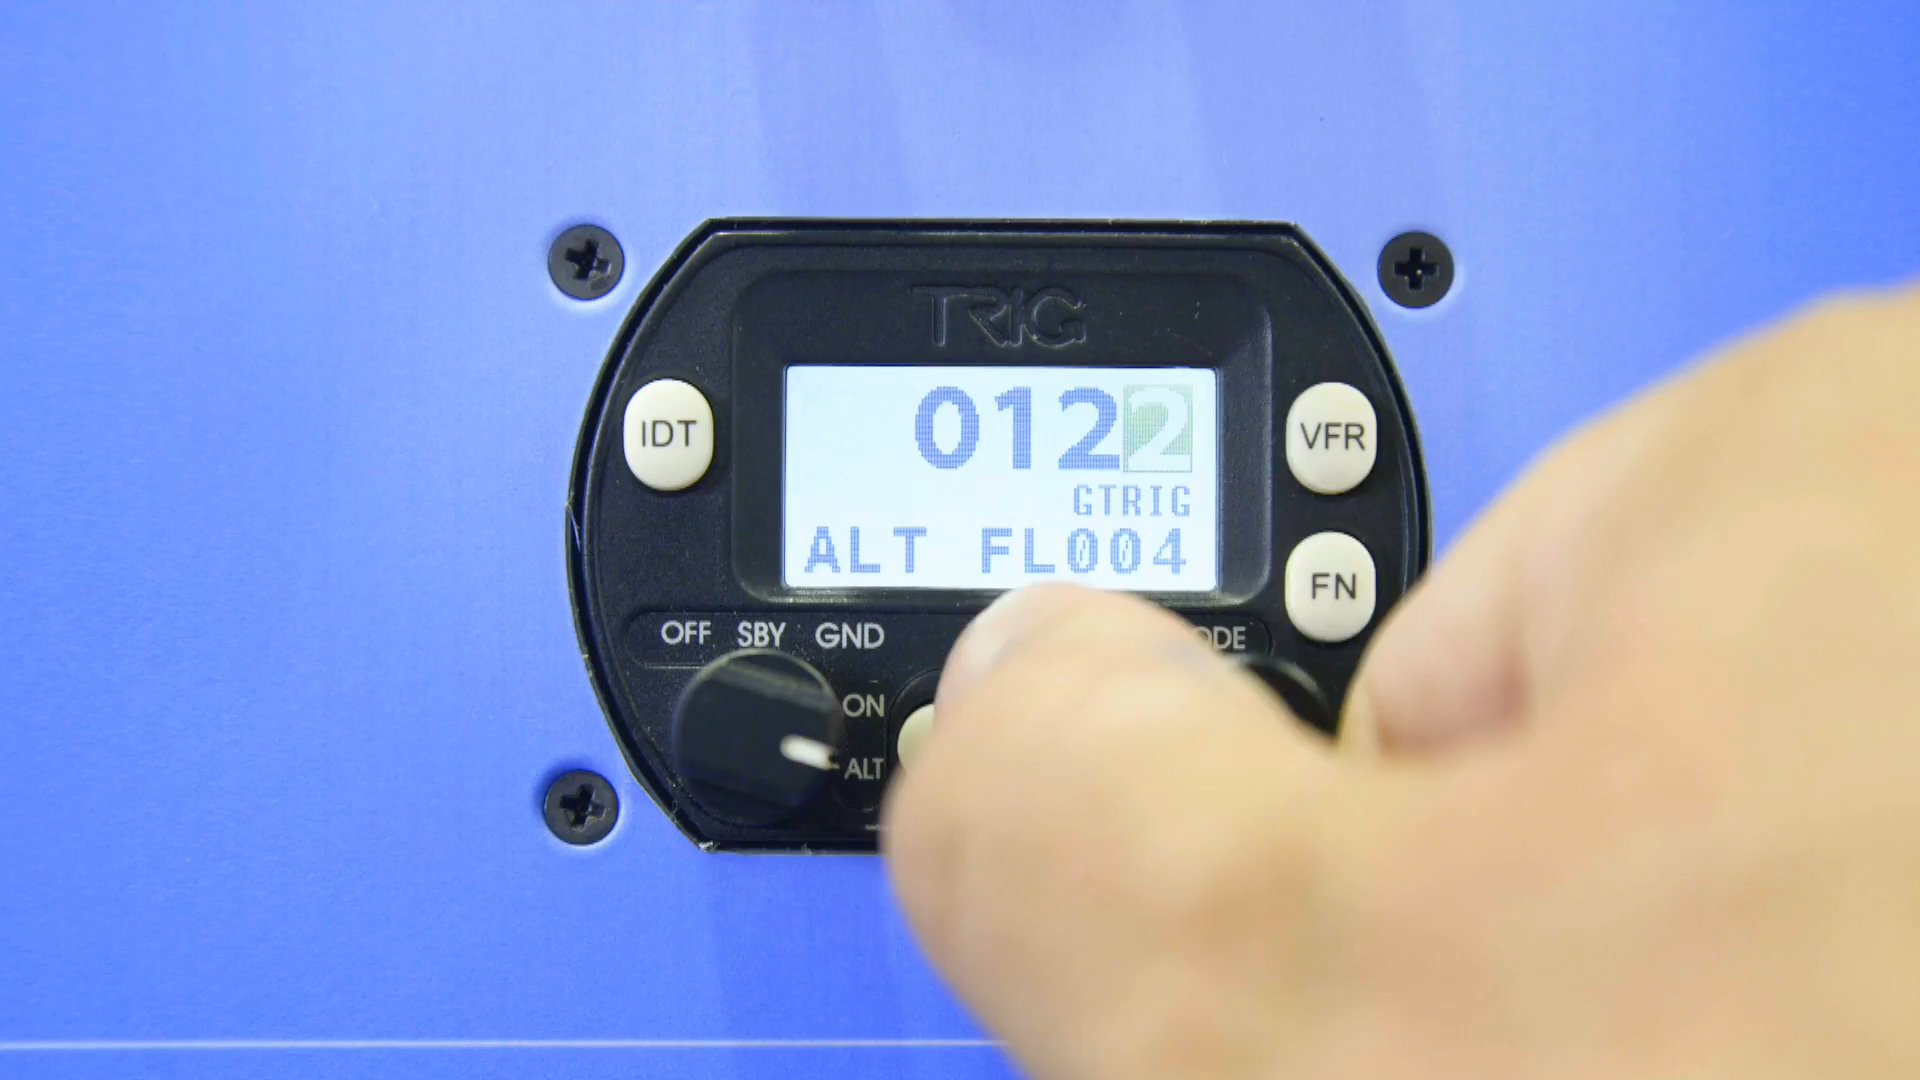 TRIG
IDT
0122
VFR
GTRIG
ALT FL004
FN
OFF SBY GND
ON
ALT